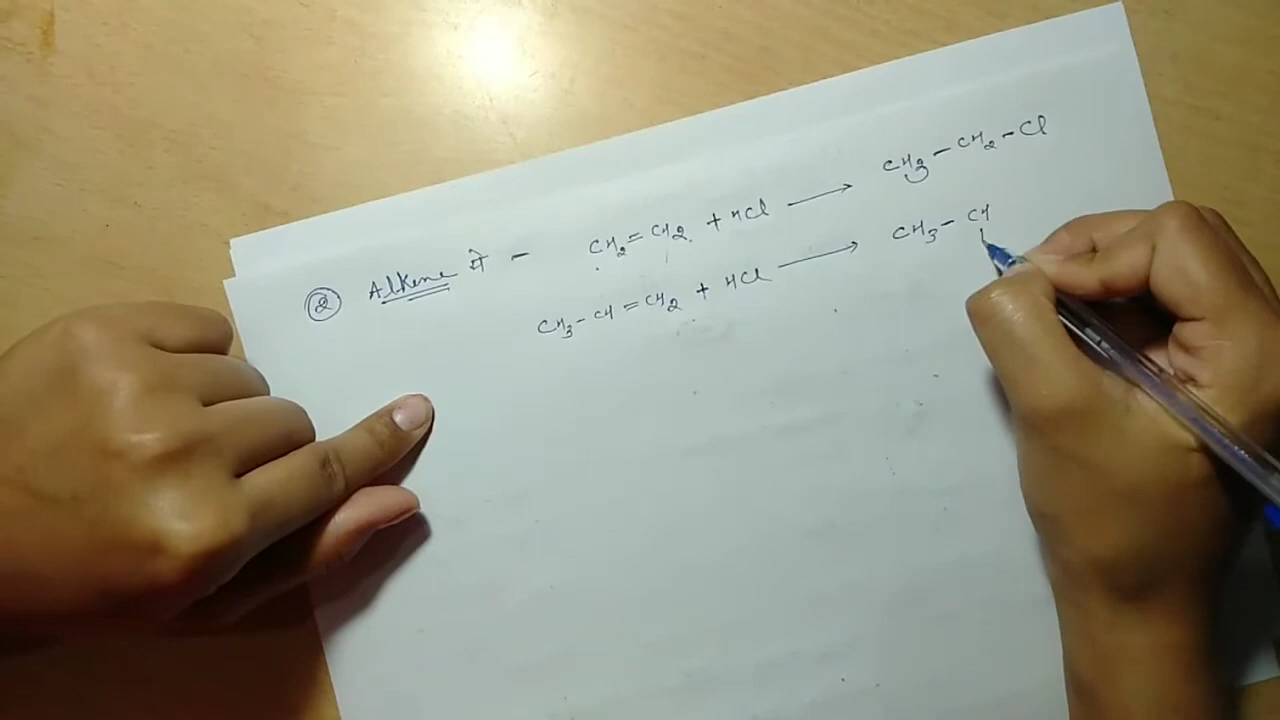 ② Alkene में - CH₂=CH₂ + HCl ⟶ CH₃-CH₂-Cl
CH₃-CH=CH₂ + HCl ⟶ CH₃-CH